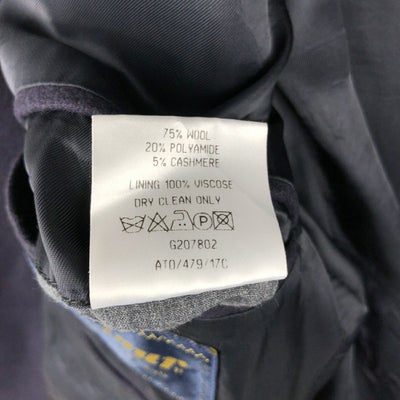 75% WOOL
20% POLYAMIDE
5% CASHMERE
LINING 100% VISCOSE
DRY CLEAN ONLY
P
G207802
ATO/479/17C